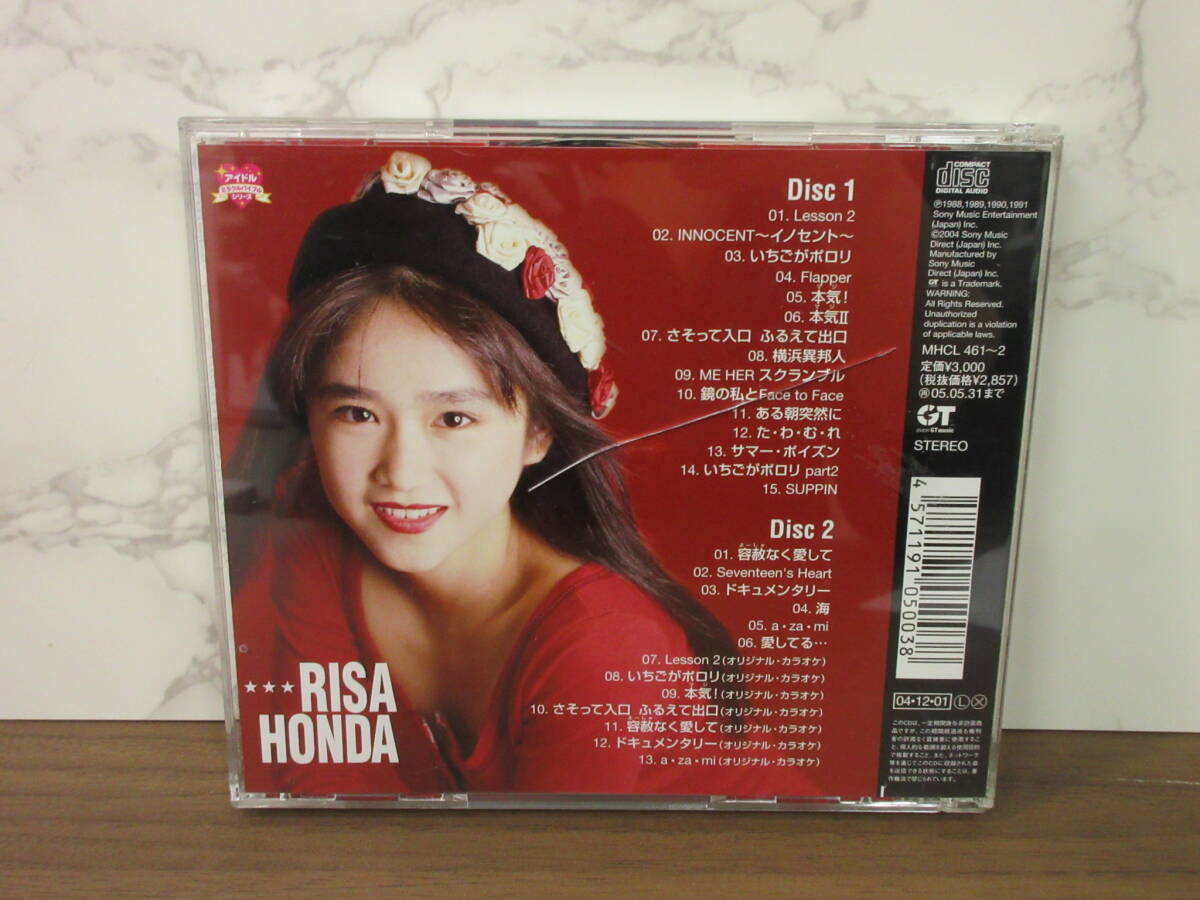 アイドル
ミラクルバイブル
シリーズ
Disc 1
01. Lesson 2
02. INNOCENT〜イノセント〜
03. いちごがポロリ
04. Flapper
05. 本気!
06. 本気II
07. さそって入口 ふるえて出口
08. 横浜異邦人
09. ME HER スクランブル
10. 鏡の私とFace to Face
11. ある朝突然に
12. た・わ・む・れ
13. サマー・ポイズン
14. いちごがポロリ part2
15. SUPPIN
Disc 2
01. 容赦なく愛して
02. Seventeen's Heart
03. ドキュメンタリー
04. 海
05. a・za・mi
06. 愛してる…
07. Lesson 2 (オリジナル・カラオケ)
08. いちごがポロリ (オリジナル・カラオケ)
09. 本気! (オリジナル・カラオケ)
10. さそって入口 ふるえて出口 (オリジナル・カラオケ)
11. 容赦なく愛して (オリジナル・カラオケ)
12. ドキュメンタリー (オリジナル・カラオケ)
13. a・za・mi (オリジナル・カラオケ)
★★★RISA
HONDA
COMPACT
disc
DIGITAL AUDIO
℗1988,1989,1990,1991
Sony Music Entertainment
(Japan) Inc.
©2004 Sony Music
Direct (Japan) Inc.
Manufactured by
Sony Music
Direct (Japan) Inc.
GT is a Trademark.
WARNING:
All Rights Reserved.
Unauthorized
duplication is a violation
of applicable laws.
MHCL 461〜2
定価¥3,000
(税抜価格¥2,857)
05.05.31まで
GT
GT music
STEREO
4 571191 050038
04・12・01 L X